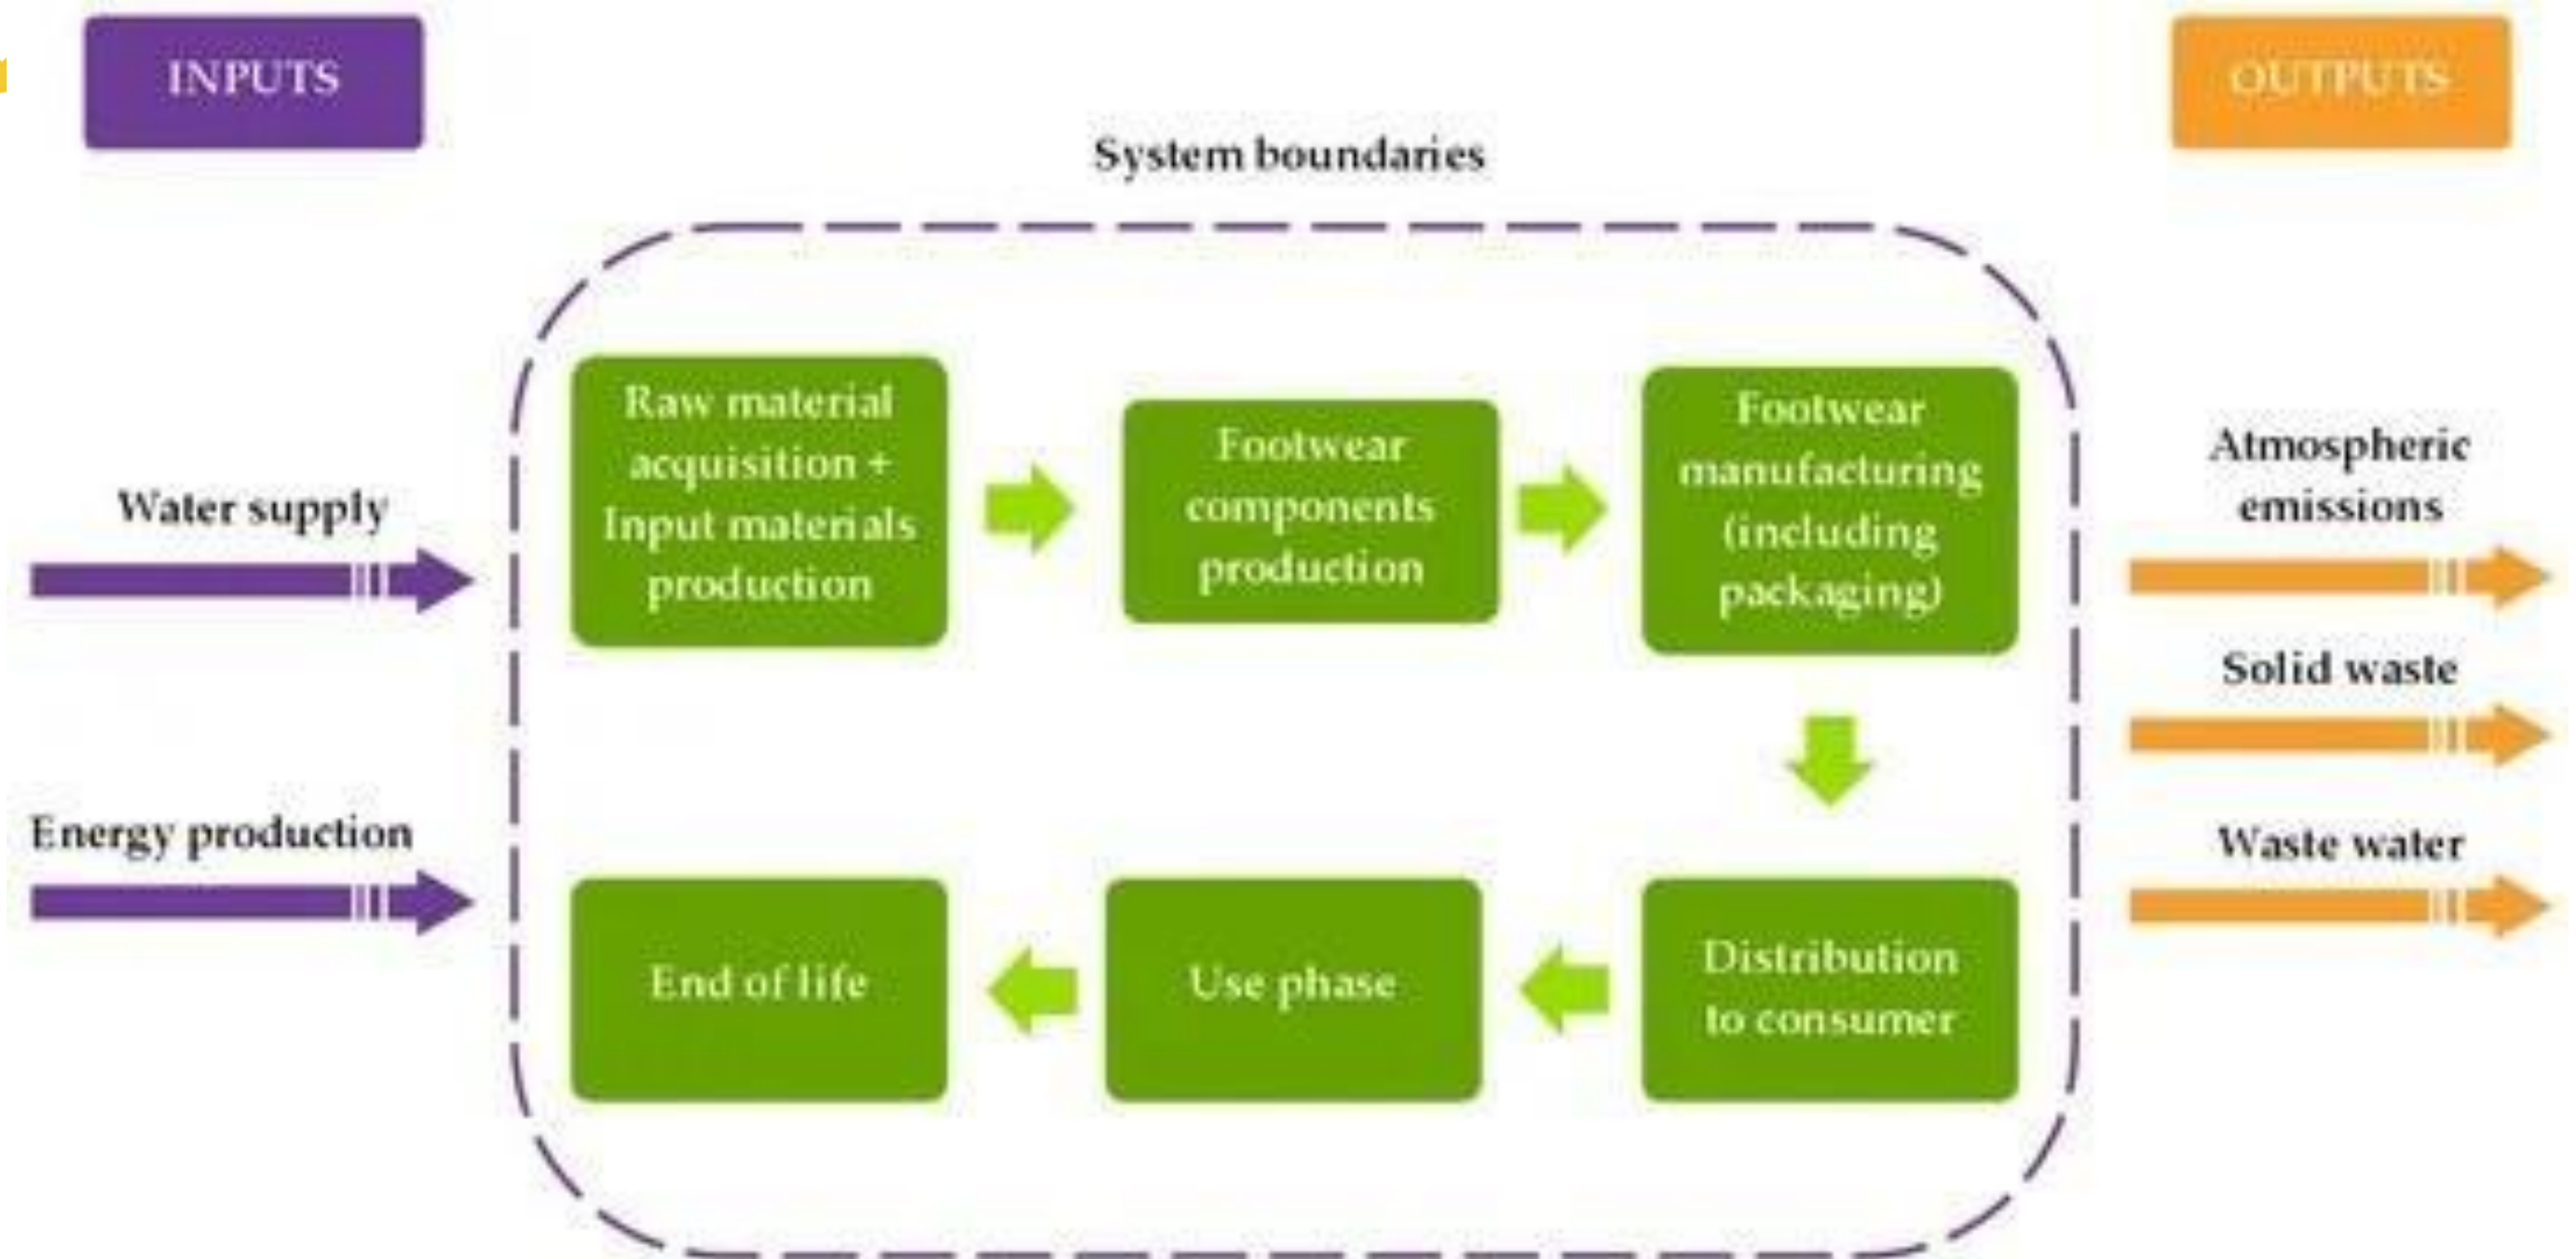 INPUTS
OUTPUTS
System boundaries
Raw material
acquisition +
Input materials
production
Footwear
components
production
Footwear
manufacturing
(including
packaging)
Water supply
Energy production
Atmospheric
emissions
Solid waste
Waste water
End of life
Use phase
Distribution
to consumer